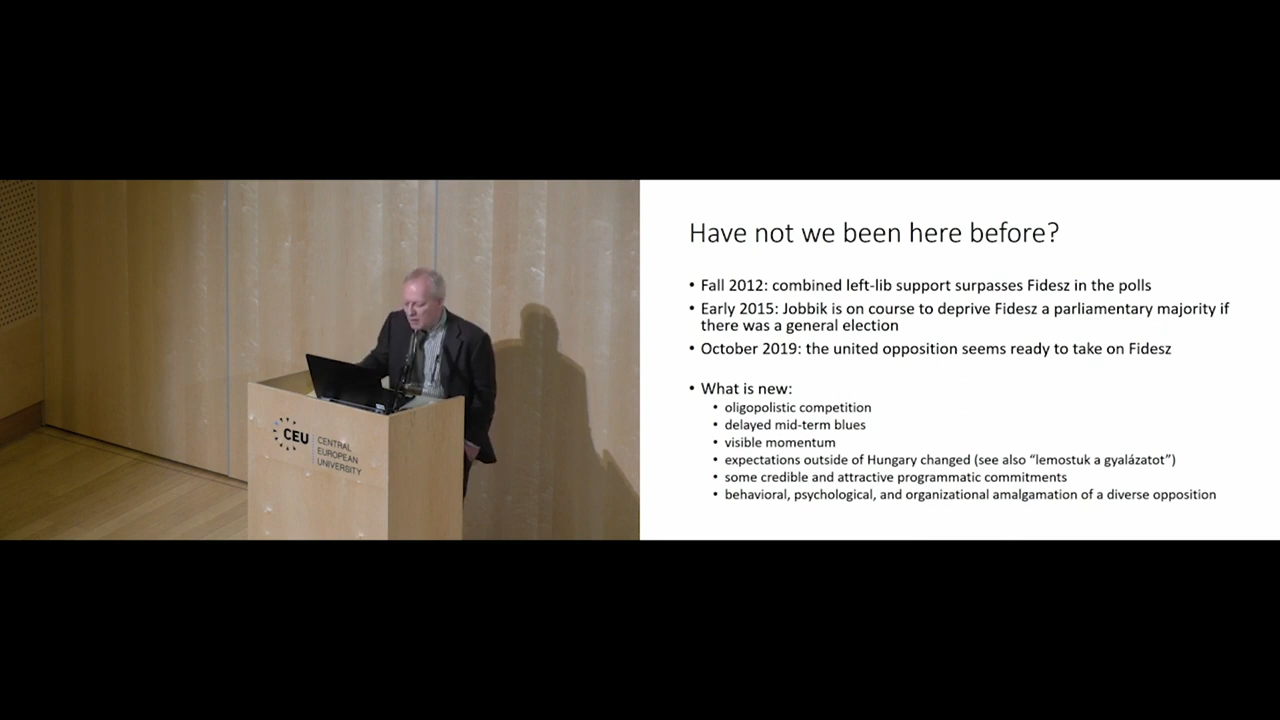 CEU
CENTRAL
EUROPEAN
UNIVERSITY
Have not we been here before?
• Fall 2012: combined left-lib support surpasses Fidesz in the polls
• Early 2015: Jobbik is on course to deprive Fidesz a parliamentary majority if
there was a general election
• October 2019: the united opposition seems ready to take on Fidesz
• What is new:
• oligopolistic competition
• delayed mid-term blues
• visible momentum
• expectations outside of Hungary changed (see also “lemostuk a gyalázatot”)
• some credible and attractive programmatic commitments
• behavioral, psychological, and organizational amalgamation of a diverse opposition